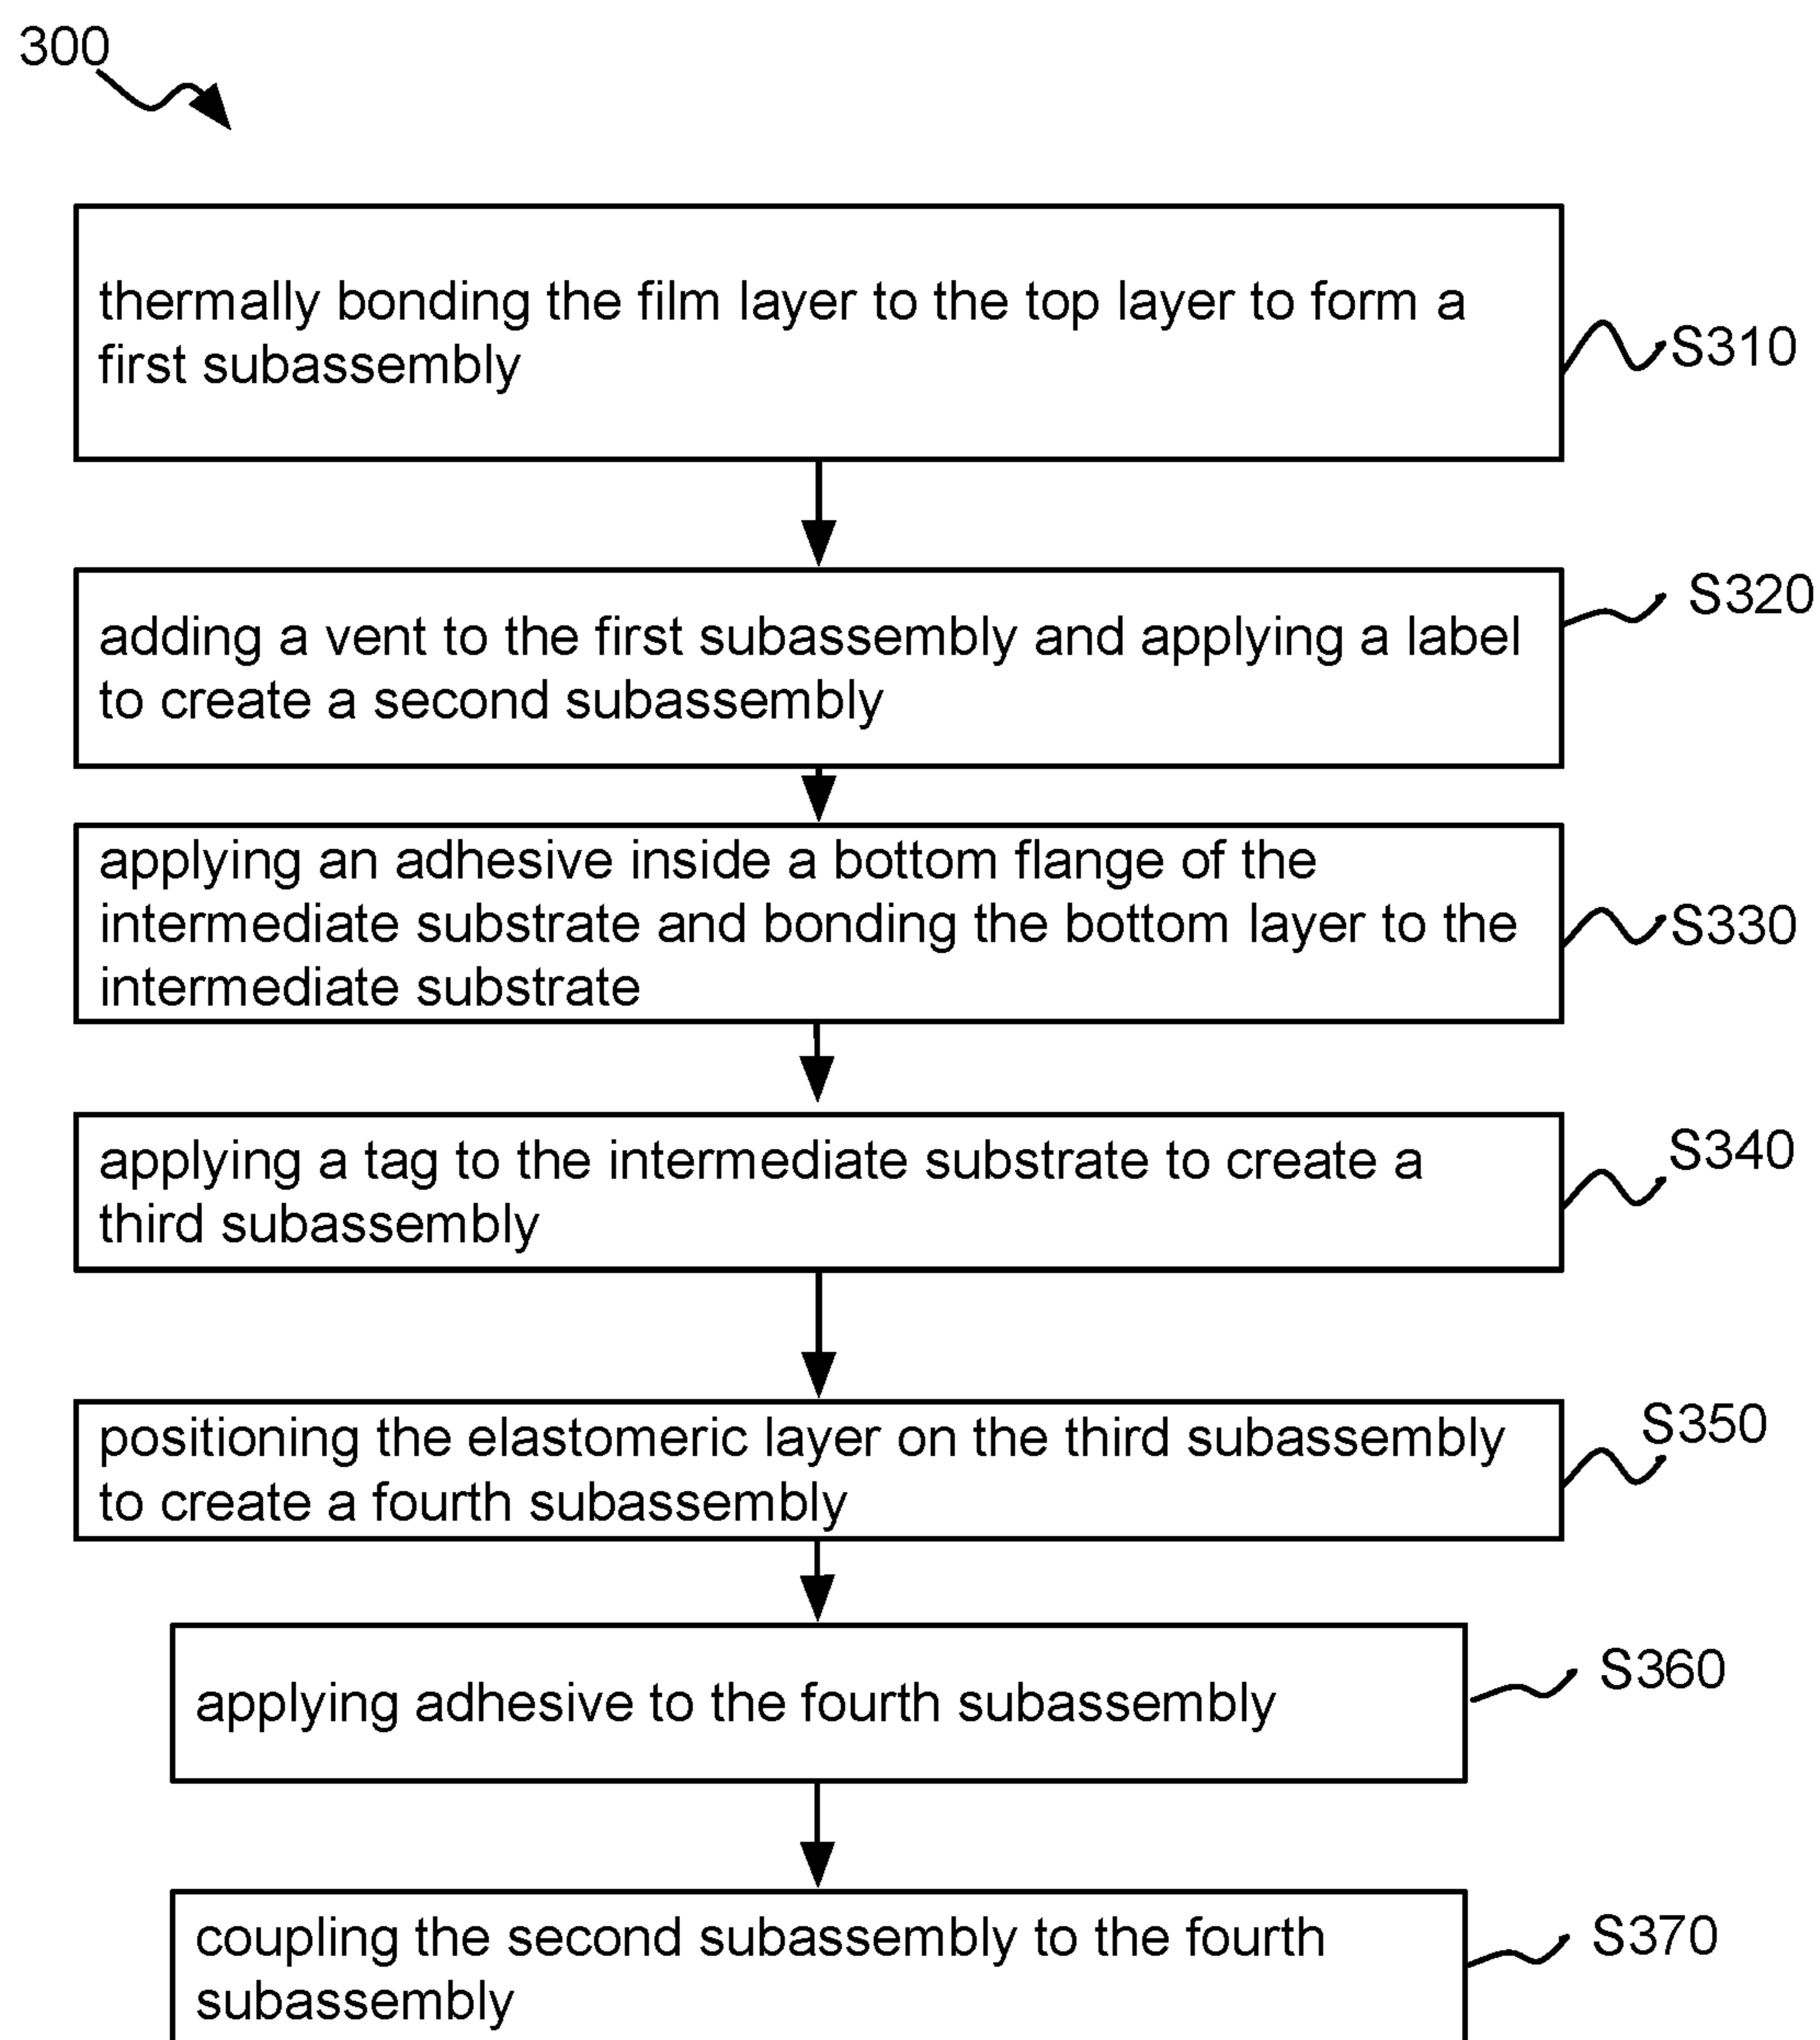 300
thermally bonding the film layer to the top layer to form a
first subassembly
S310
adding a vent to the first subassembly and applying a label
to create a second subassembly
S320
applying an adhesive inside a bottom flange of the
intermediate substrate and bonding the bottom layer to the
intermediate substrate
S330
applying a tag to the intermediate substrate to create a
third subassembly
S340
positioning the elastomeric layer on the third subassembly
to create a fourth subassembly
S350
applying adhesive to the fourth subassembly
S360
coupling the second subassembly to the fourth
subassembly
S370